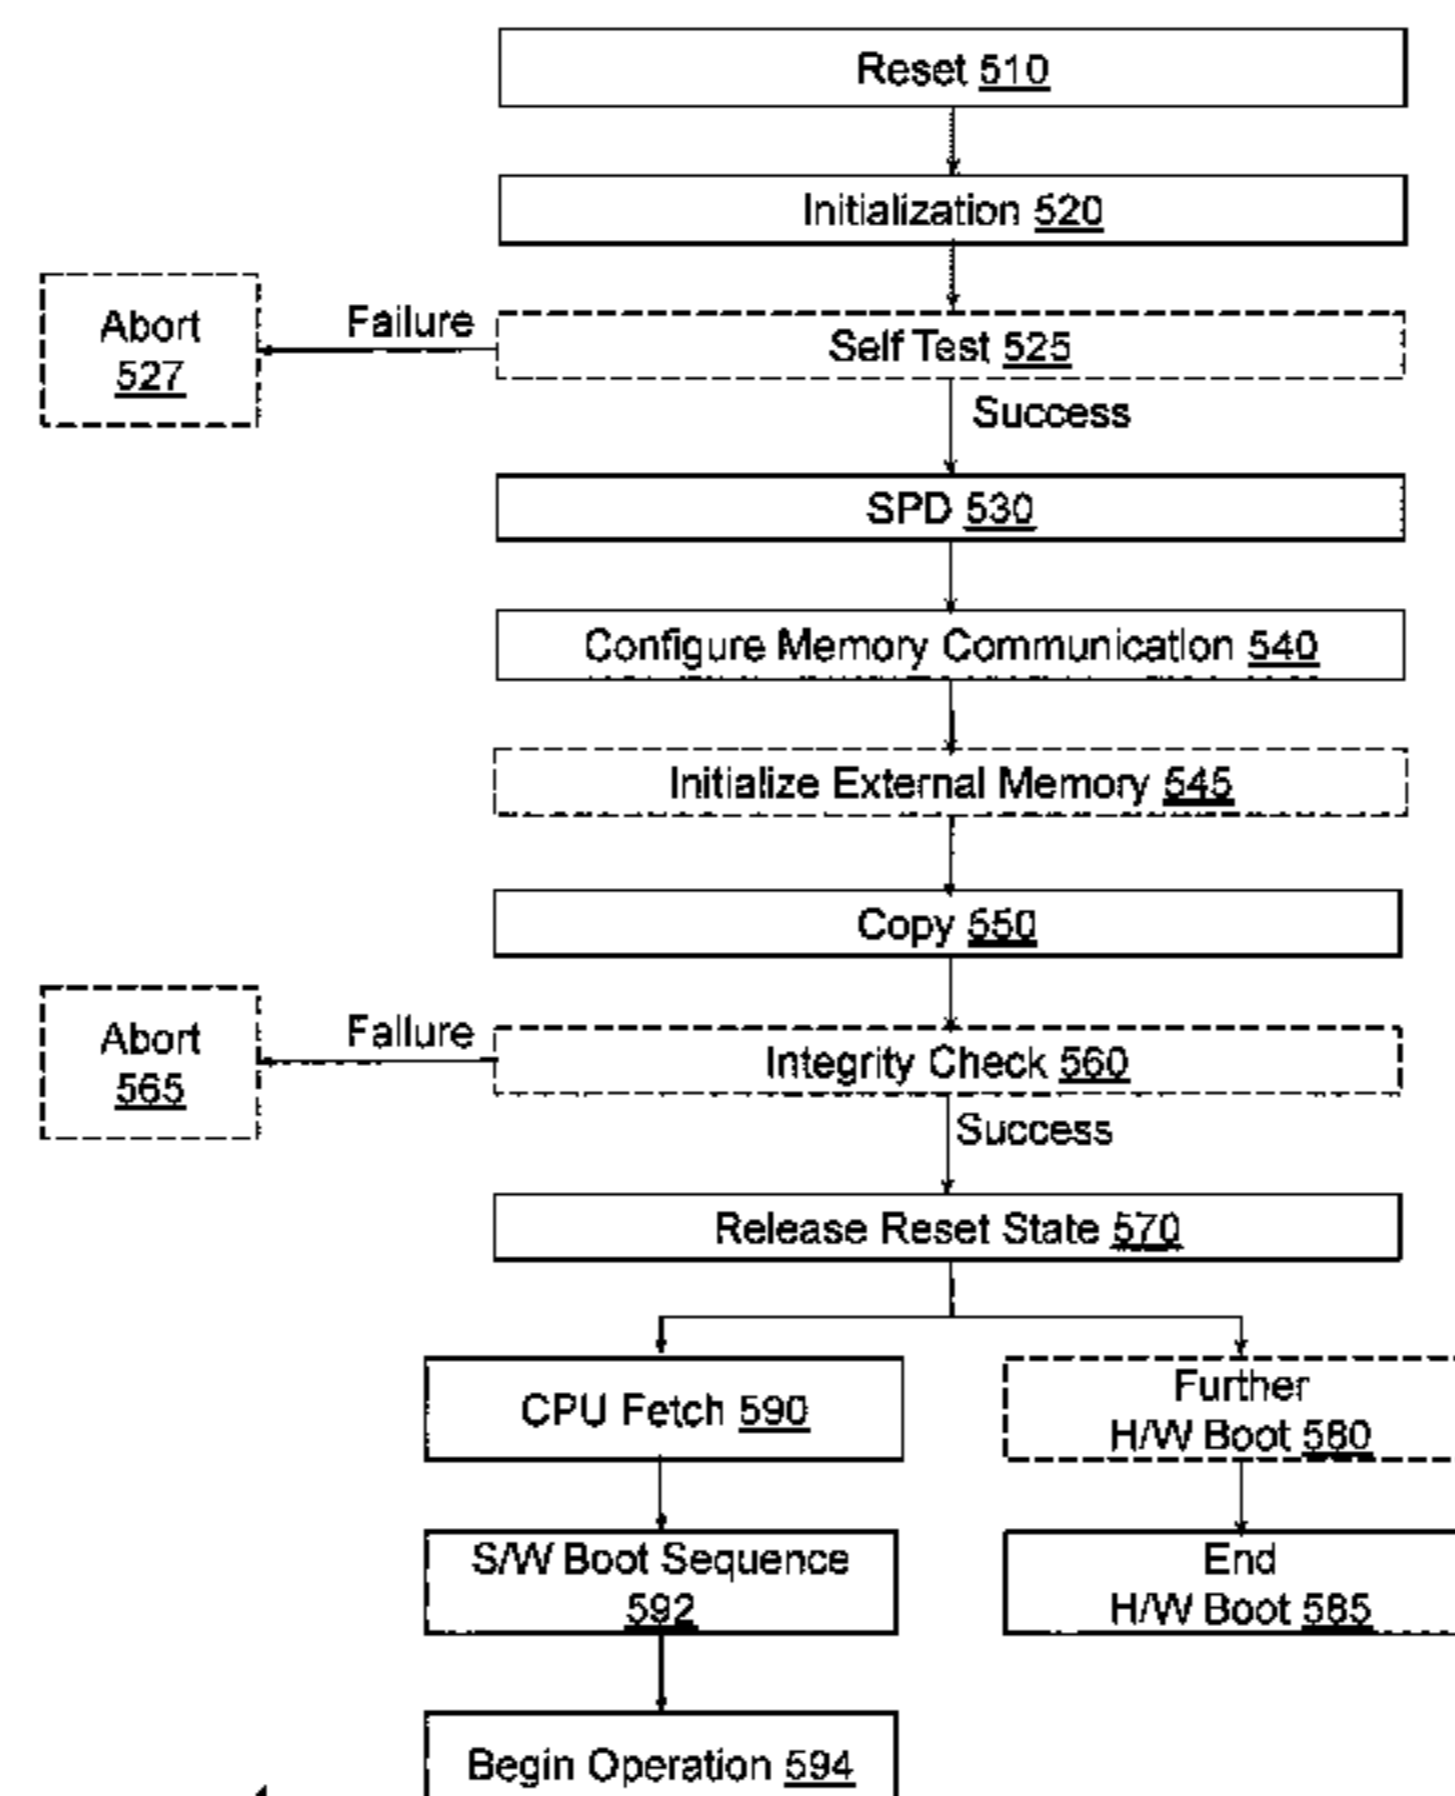 Reset 510
Initialization 520
Abort
527
Failure
Self Test 525
Success
SPD 530
Configure Memory Communication 540
Initialize External Memory 545
Copy 550
Abort
565
Failure
Integrity Check 560
Success
Release Reset State 570
CPU Fetch 590
Further
H/W Boot 580
S/W Boot Sequence
592
End
H/W Boot 585
Begin Operation 594